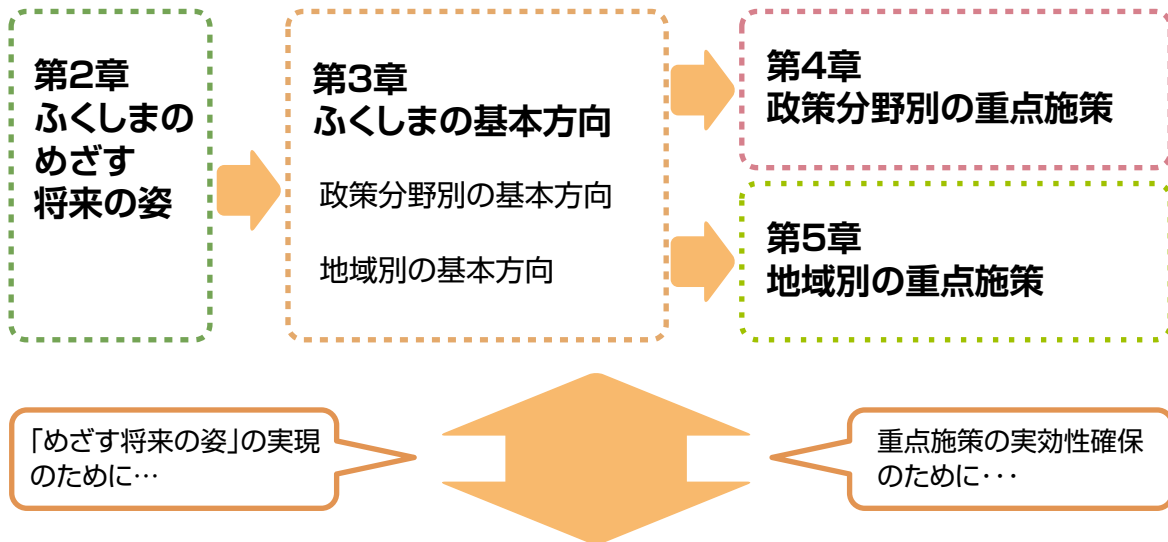 第2章
ふくしまの
めざす
将来の姿
第3章
ふくしまの基本方向
政策分野別の基本方向
地域別の基本方向
第4章
政策分野別の重点施策
第5章
地域別の重点施策
「めざす将来の姿」の実現
のために…
重点施策の実効性確保
のために･･･